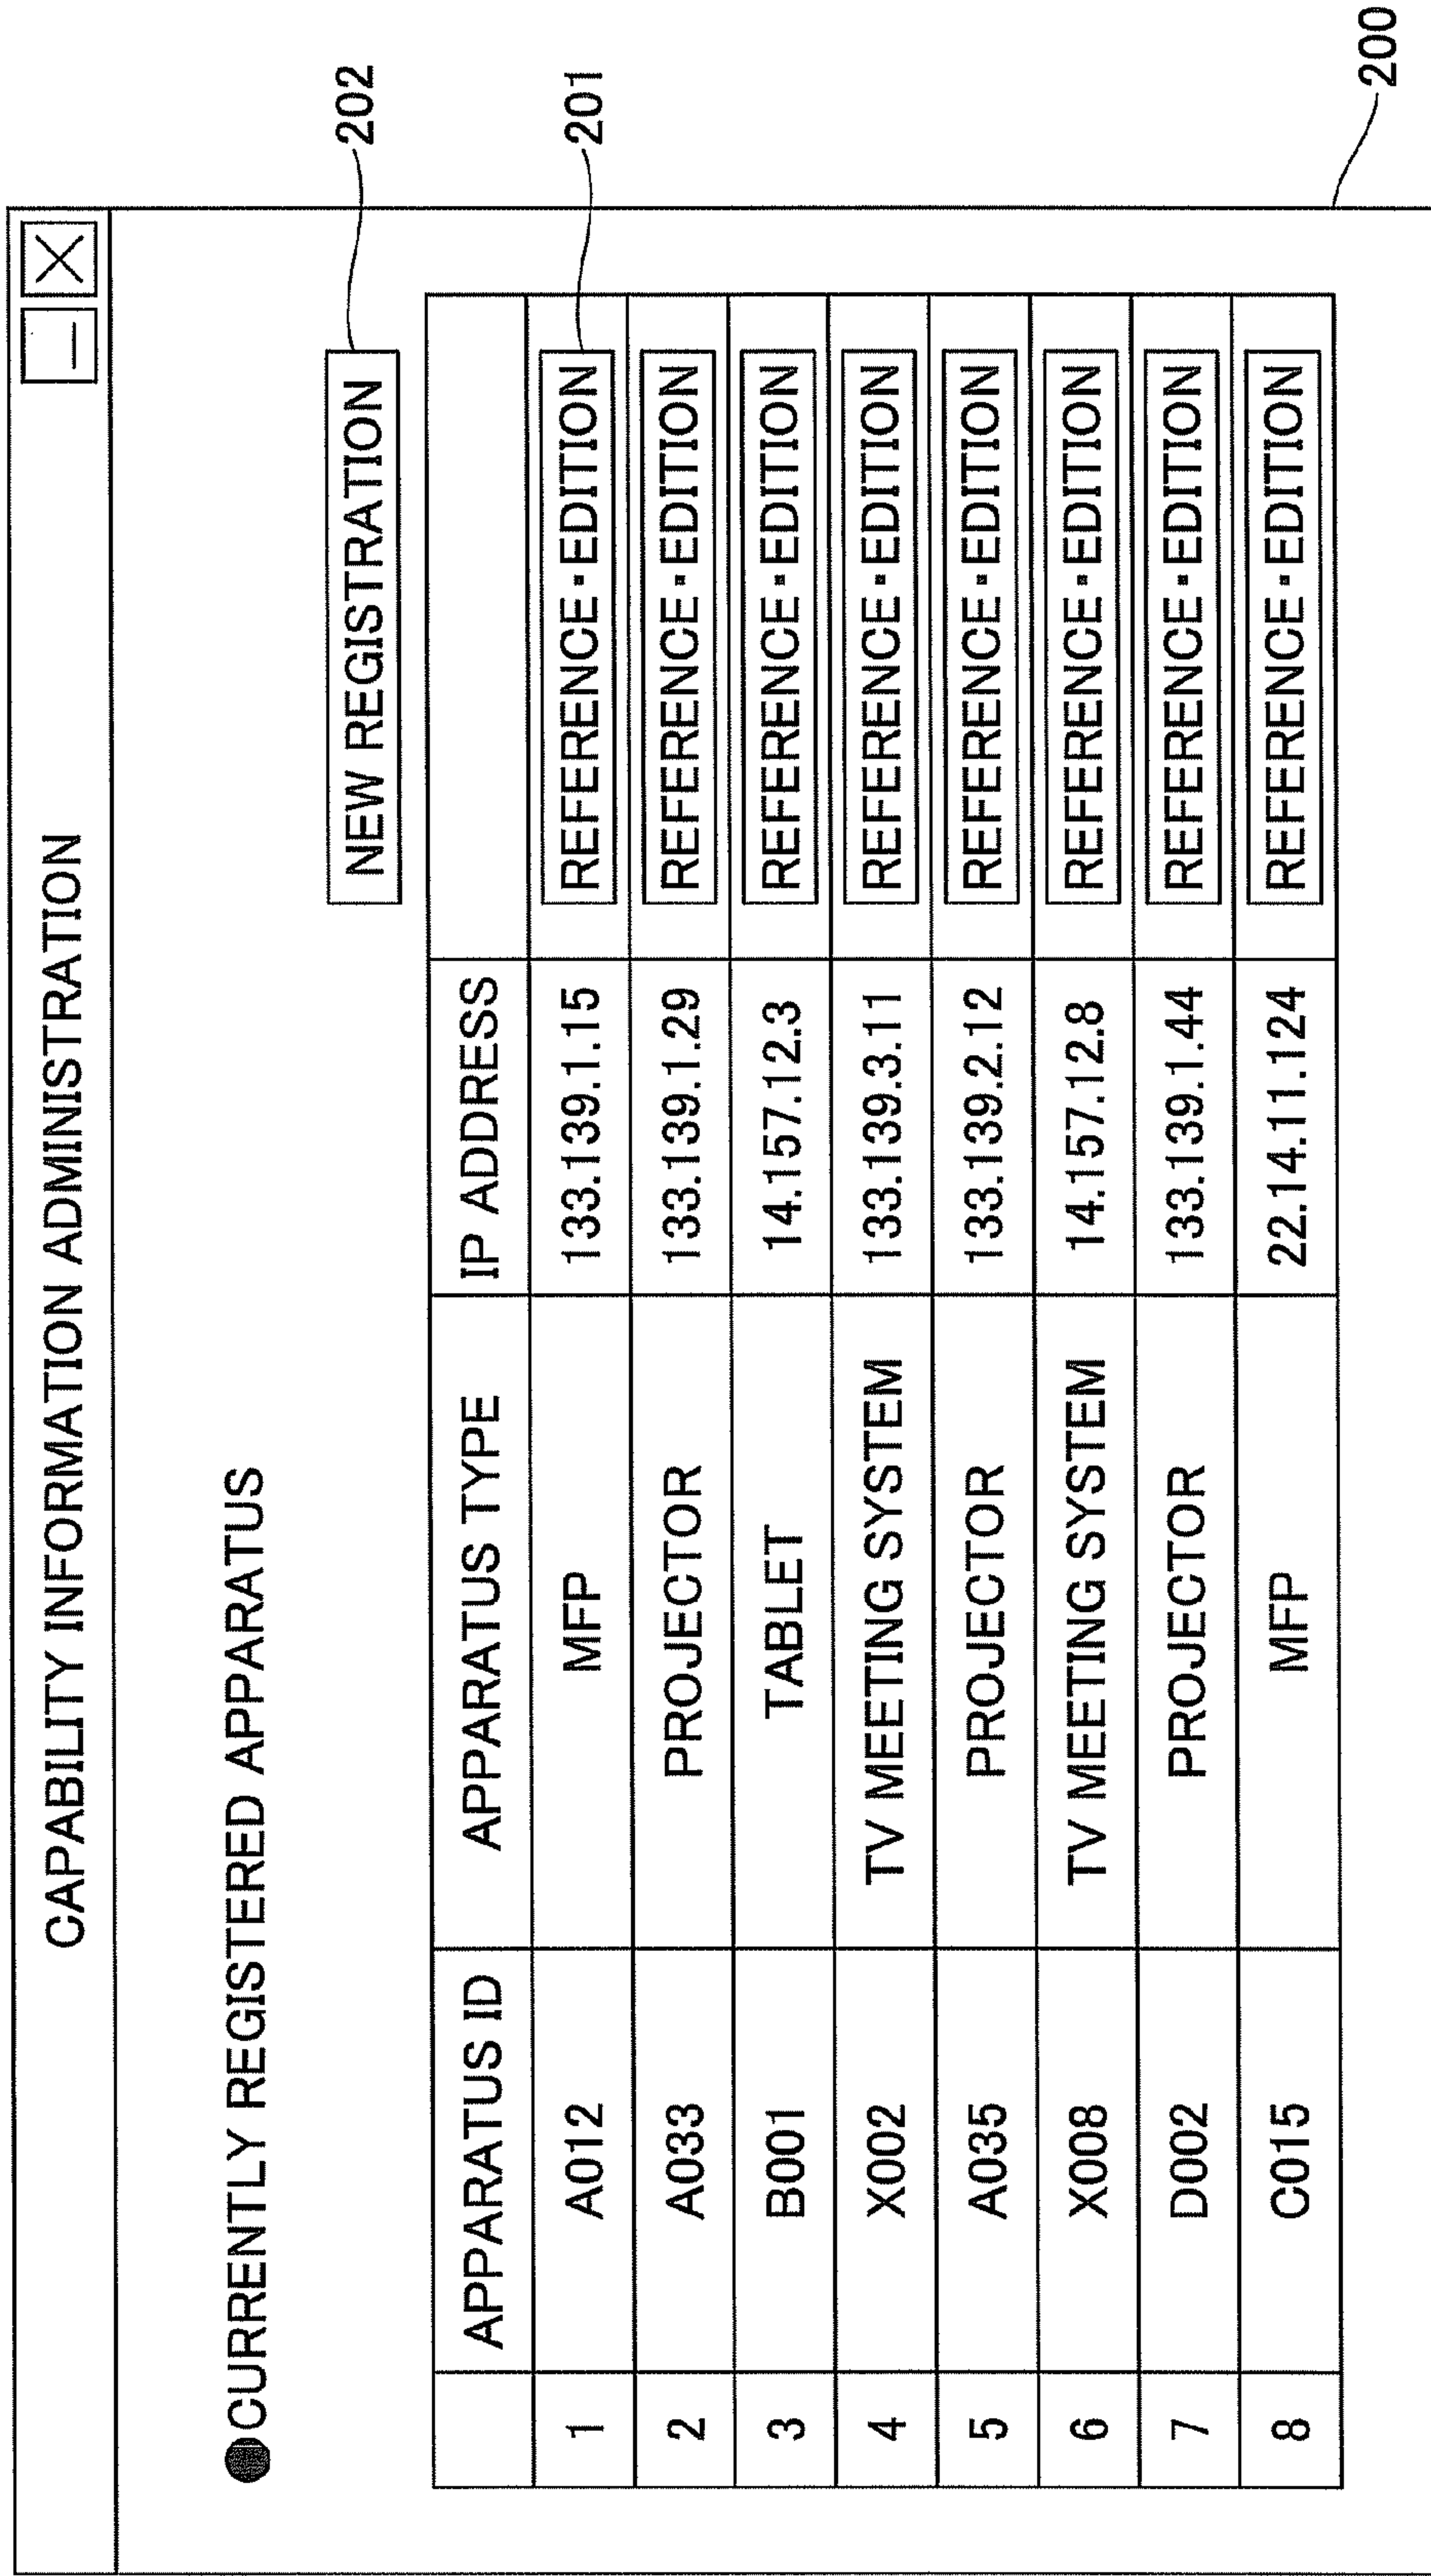 CAPABILITY INFORMATION ADMINISTRATION
●CURRENTLY REGISTERED APPARATUS
NEW REGISTRATION
202
APPARATUS ID APPARATUS TYPE IP ADDRESS
1 A012 MFP 133.139.1.15 REFERENCE·EDITION
201
2 A033 PROJECTOR 133.139.1.29 REFERENCE·EDITION
3 B001 TABLET 14.157.12.3 REFERENCE·EDITION
4 X002 TV MEETING SYSTEM 133.139.3.11 REFERENCE·EDITION
5 A035 PROJECTOR 133.139.2.12 REFERENCE·EDITION
6 X008 TV MEETING SYSTEM 14.157.12.8 REFERENCE·EDITION
7 D002 PROJECTOR 133.139.1.44 REFERENCE·EDITION
8 C015 MFP 22.14.11.124 REFERENCE·EDITION
200